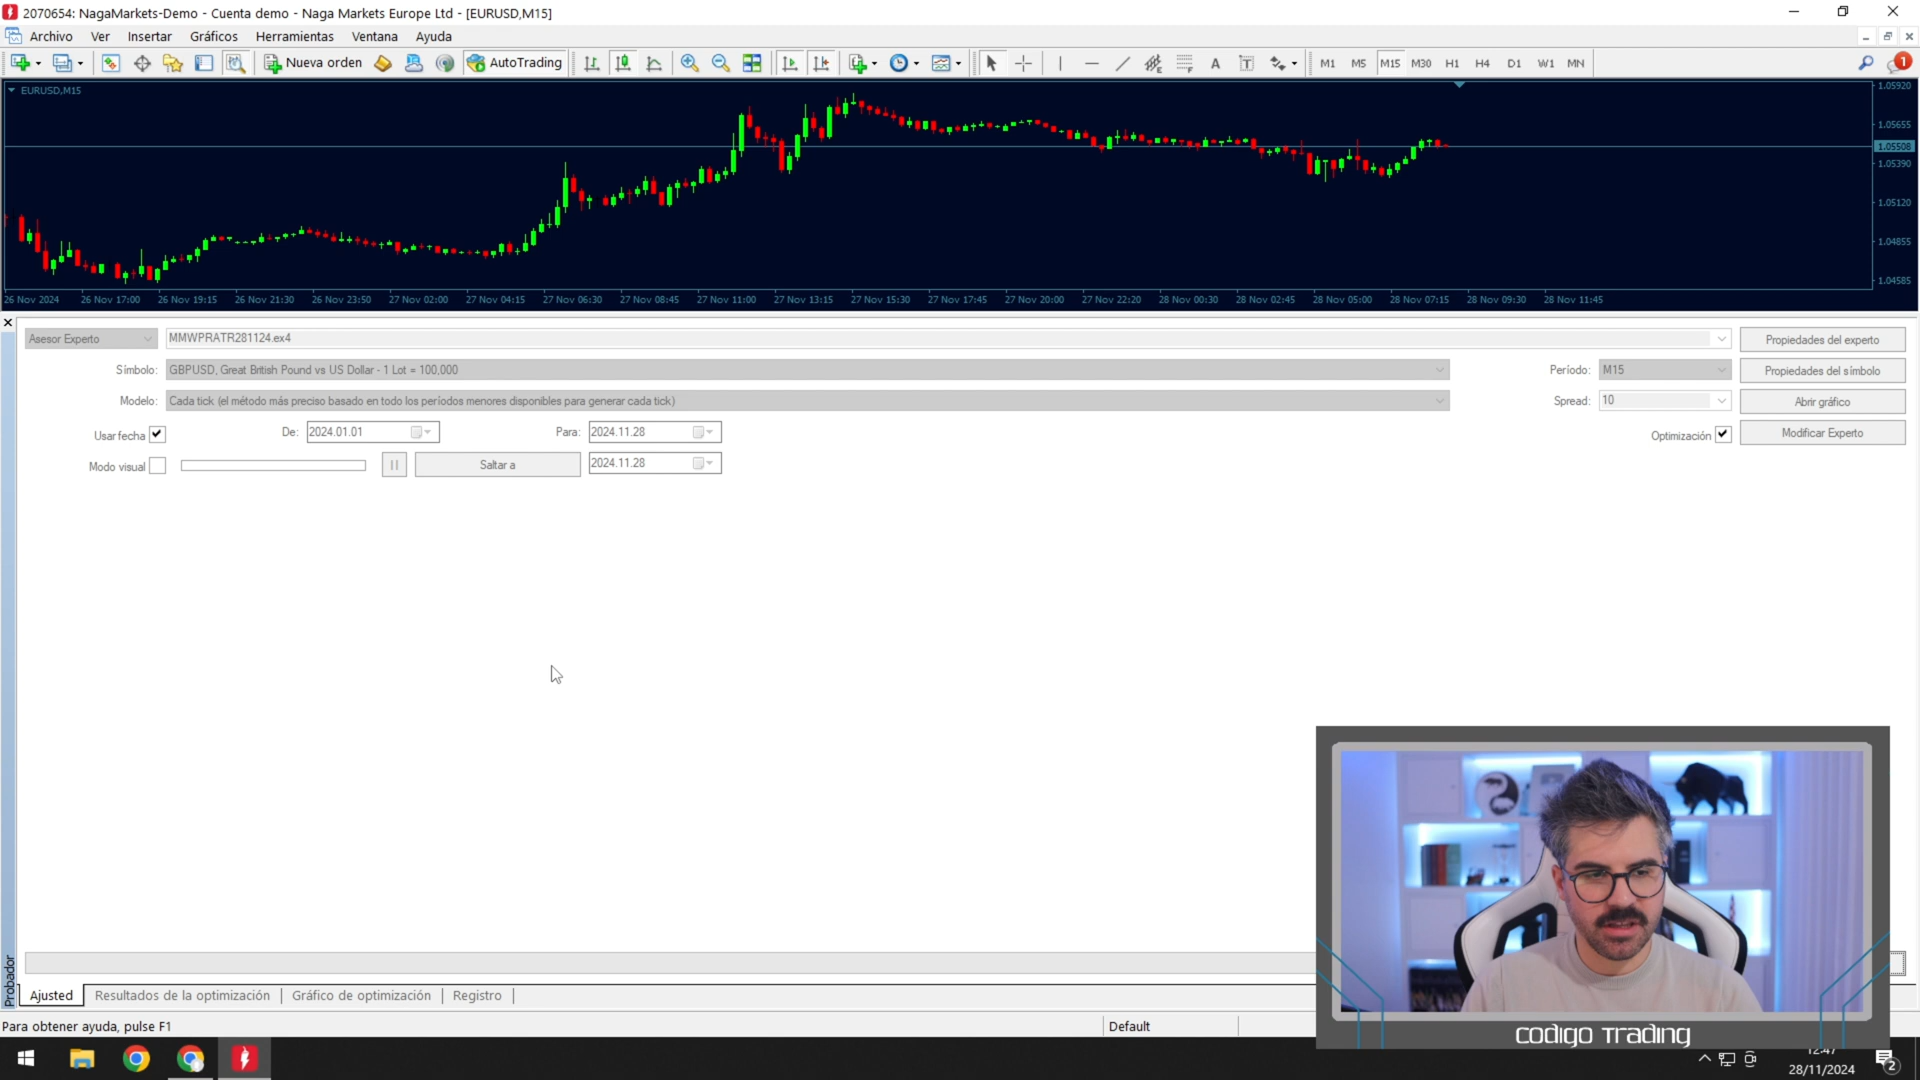 2070654: NagaMarkets-Demo - Cuenta demo - Naga Markets Europe Ltd - [EURUSD,M15]
Archivo Ver Insertar Gráficos Herramientas Ventana Ayuda
Nueva orden AutoTrading A T M1 M5 M15 M30 H1 H4 D1 W1 MN 1
EURUSD,M15
1.05920
1.05655
1.05508
1.05390
1.05120
1.04855
1.04585
26 Nov 2024 26 Nov 17:00 26 Nov 19:15 26 Nov 21:30 26 Nov 23:50 27 Nov 02:00 27 Nov 04:15 27 Nov 06:30 27 Nov 08:45 27 Nov 11:00 27 Nov 13:15 27 Nov 15:30 27 Nov 17:45 27 Nov 20:00 27 Nov 22:20 28 Nov 00:30 28 Nov 02:45 28 Nov 05:00 28 Nov 07:15 28 Nov 09:30 28 Nov 11:45
Asesor Experto MMWPRATR281124.ex4 Propiedades del experto
Símbolo: GBPUSD, Great British Pound vs US Dollar - 1 Lot = 100,000 Período: M15 Propiedades del símbolo
Modelo: Cada tick (el método más preciso basado en todo los períodos menores disponibles para generar cada tick) Spread: 10 Abrir gráfico
Usar fecha De: 2024.01.01 Para: 2024.11.28 Optimización Modificar Experto
Modo visual Saltar a 2024.11.28
Probador
Ajusted Resultados de la optimización Gráfico de optimización Registro
Para obtener ayuda, pulse F1 Default
CODIGO TRADING
12:47
28/11/2024
2